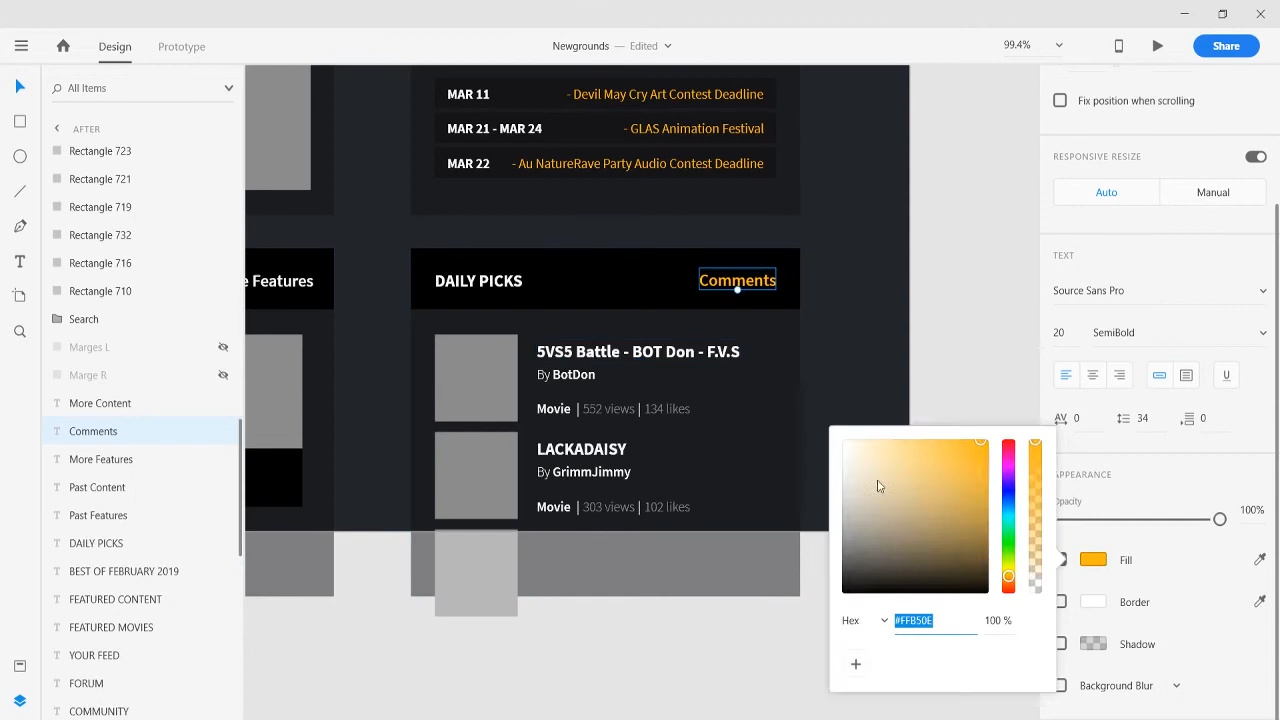 Design
Prototype
Newgrounds — Edited
99.4%
Share
All Items
AFTER
Rectangle 723
Rectangle 721
Rectangle 719
Rectangle 732
Rectangle 716
Rectangle 710
Search
Marges L
Marge R
More Content
Comments
More Features
Past Content
Past Features
DAILY PICKS
BEST OF FEBRUARY 2019
FEATURED CONTENT
FEATURED MOVIES
YOUR FEED
FORUM
COMMUNITY
MAR 11 - Devil May Cry Art Contest Deadline
MAR 21 - MAR 24 - GLAS Animation Festival
MAR 22 - Au NatureRave Party Audio Contest Deadline
e Features
DAILY PICKS
Comments
5VS5 Battle - BOT Don - F.V.S
By BotDon
Movie | 552 views | 134 likes
LACKADAISY
By GrimmJimmy
Movie | 303 views | 102 likes
Fix position when scrolling
RESPONSIVE RESIZE
Auto
Manual
TEXT
Source Sans Pro
20 SemiBold
AV 0 34 0
APPEARANCE
Opacity
100%
Fill
Border
Shadow
Background Blur
Hex #FFB50E 100 %